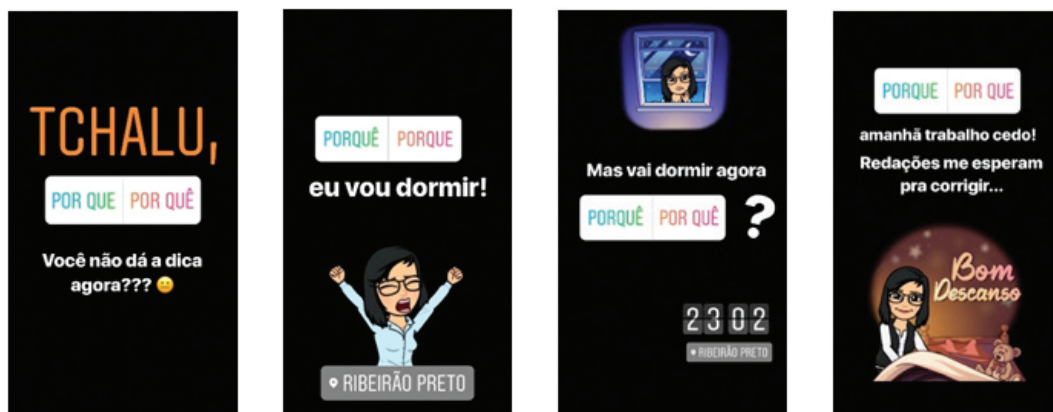 TCHALU,
POR QUE POR QUÊ
Você não dá a dica
agora???
PORQUÊ PORQUE
eu vou dormir!
RIBEIRÃO PRETO
Mas vai dormir agora
PORQUÊ POR QUÊ ?
2302
RIBEIRÃO PRETO
PORQUE POR QUE
amanhã trabalho cedo!
Redações me esperam
pra corrigir...
Bom
Descanso